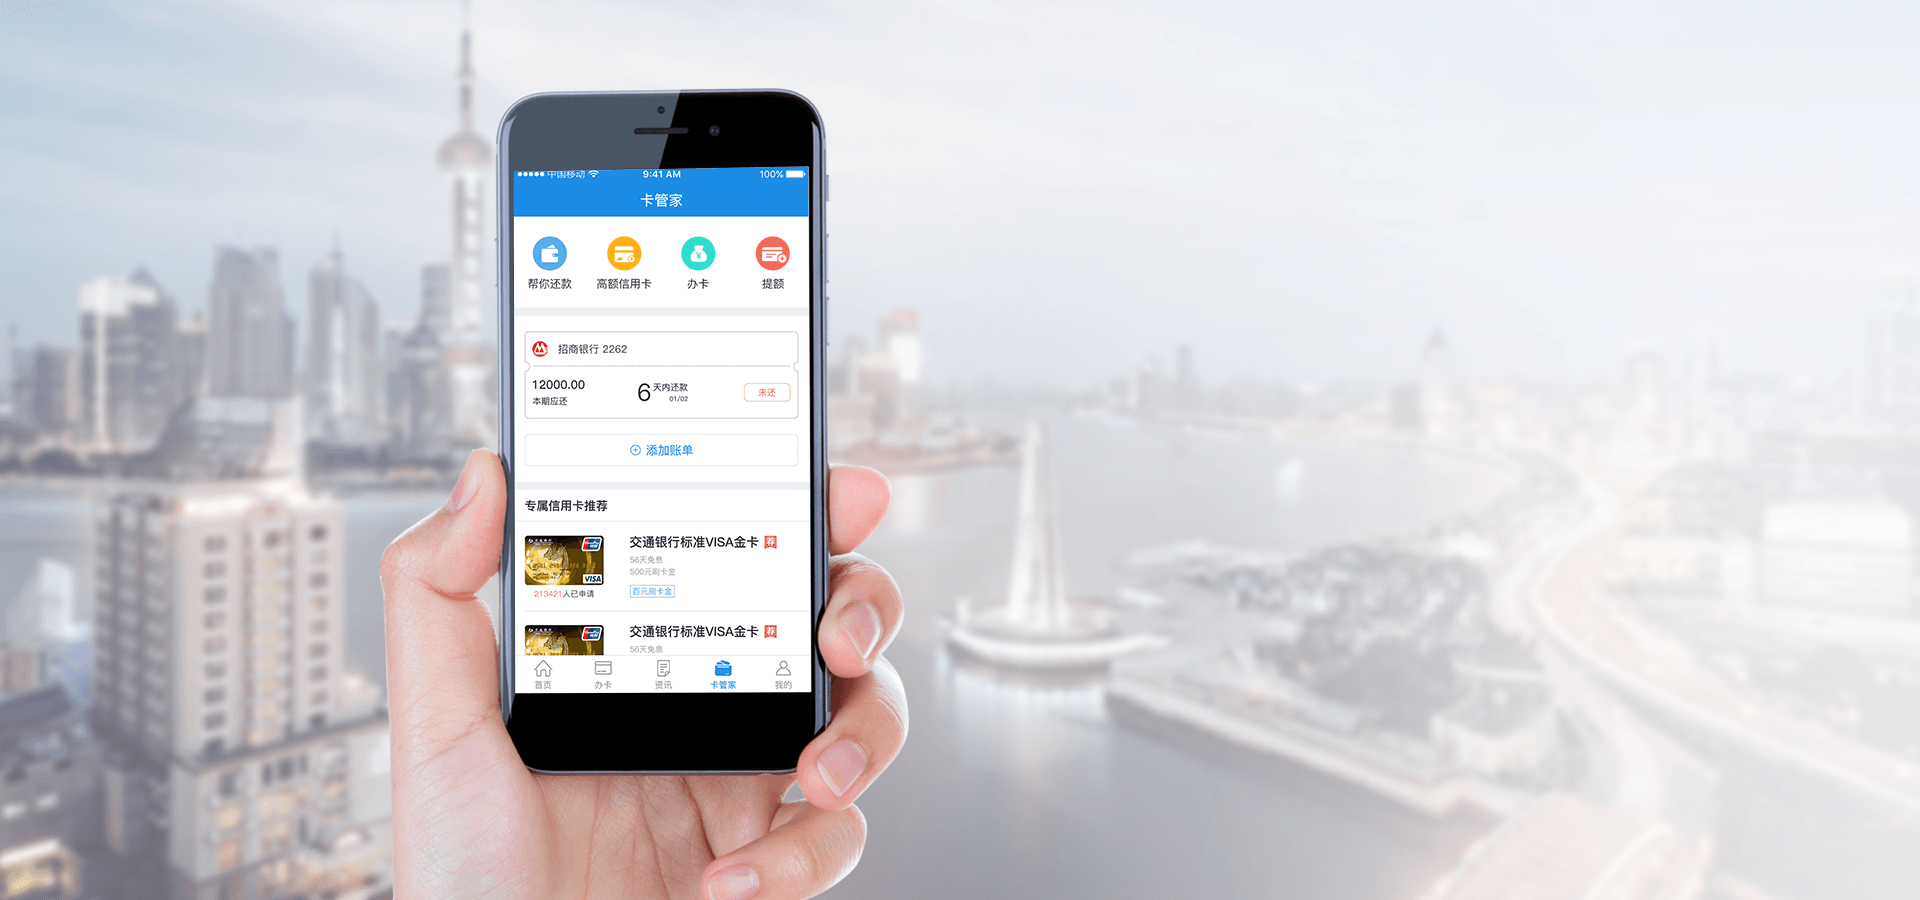 中国移动 9:41 AM 100%
卡管家
帮你还款 高额信用卡 办卡 提额
招商银行 2262
12000.00 6 天内还款 未还
本期应还 01/02
添加账单
专属信用卡推荐
交通银行标准VISA金卡 荐
56天免息
500元刷卡金
百元刷卡金
VISA
213421人已申请
交通银行标准VISA金卡 荐
56天免息
首页 办卡 资讯 卡管家 我的